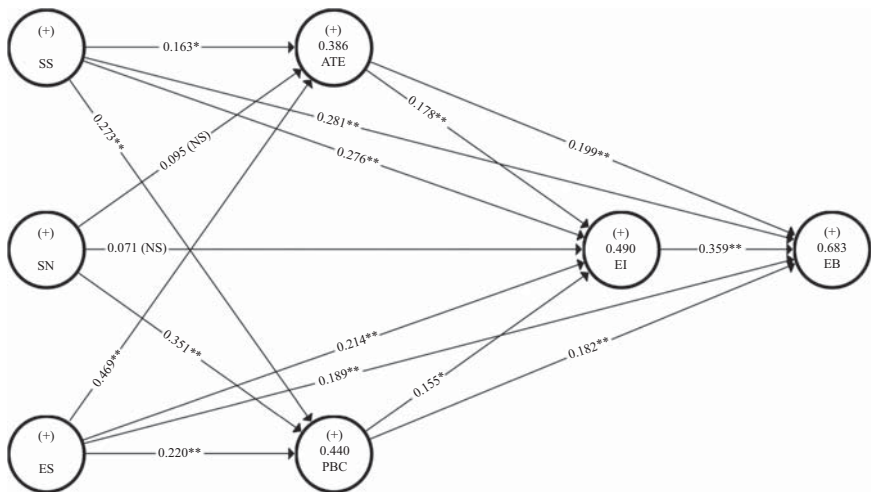 (+)
SS
(+)
0.386
ATE
0.163*
0.273**
0.095 (NS)
0.281**
0.276**
0.178**
0.199**
(+)
SN
0.071 (NS)
(+)
0.490
EI
0.359**
(+)
0.683
EB
0.351**
0.469**
0.214**
0.189**
0.155*
0.182**
(+)
ES
0.220**
(+)
0.440
PBC